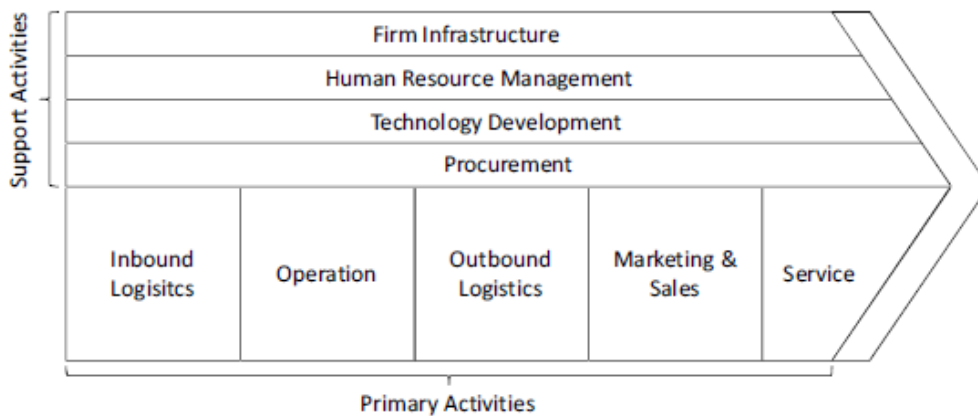 Support Activities
Firm Infrastructure
Human Resource Management
Technology Development
Procurement
Inbound
Logisitcs
Operation
Outbound
Logistics
Marketing &
Sales
Service
Primary Activities